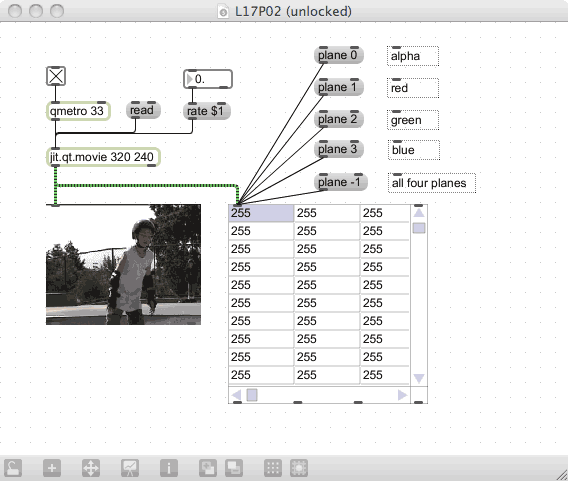 L17P02 (unlocked)
plane 0 alpha
0.
plane 1 red
qmetro 33 read rate $1
plane 2 green
plane 3 blue
jit.qt.movie 320 240
plane -1 all four planes
255 255 255
255 255 255
255 255 255
255 255 255
255 255 255
255 255 255
255 255 255
255 255 255
255 255 255
255 255 255